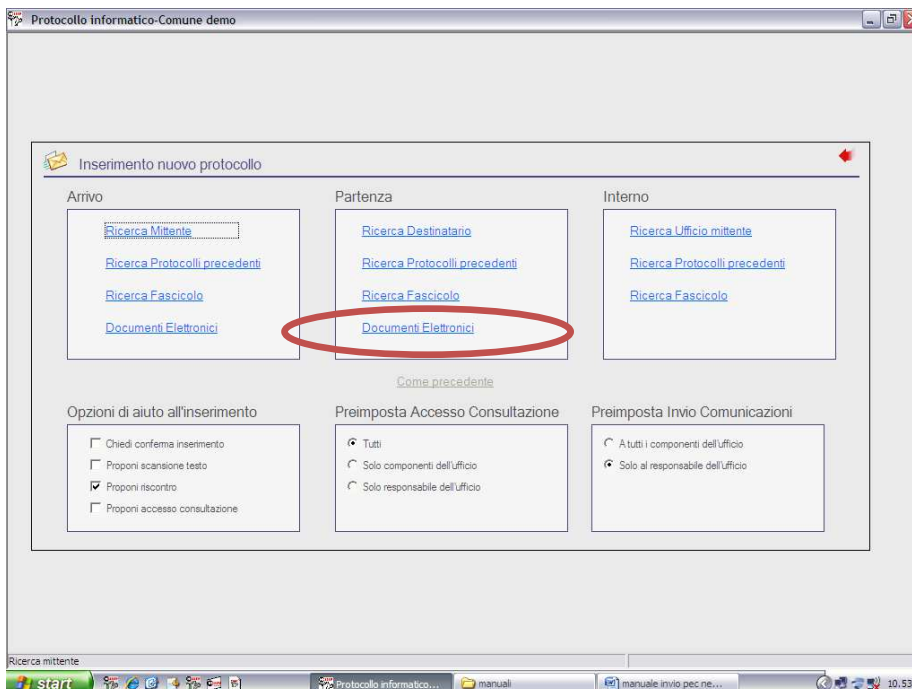 Protocollo informatico-Comune demo
Inserimento nuovo protocollo
Arrivo
Ricerca Mittente
Ricerca Protocolli precedenti
Ricerca Fascicolo
Documenti Elettronici
Partenza
Ricerca Destinatario
Ricerca Protocolli precedenti
Ricerca Fascicolo
Documenti Elettronici
Interno
Ricerca Ufficio mittente
Ricerca Protocolli precedenti
Ricerca Fascicolo
Come precedente
Opzioni di aiuto all'inserimento
Chiedi conferma inserimento
Proponi scansione testo
Proponi riscontro
Proponi accesso consultazione
Preimposta Accesso Consultazione
Tutti
Solo componenti dell'ufficio
Solo responsabile dell'ufficio
Preimposta Invio Comunicazioni
A tutti i componenti dell'ufficio
Solo al responsabile dell'ufficio
Ricerca mittente
start
Protocollo informatico...
manuali
manuale invio pec ne...
10.53